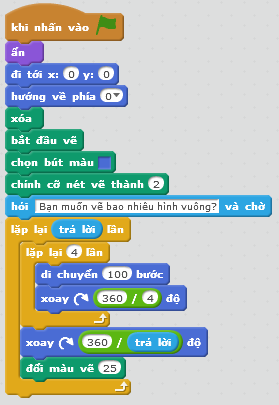 khi nhấn vào
ẩn
đi tới x: 0 y: 0
hướng về phía 0
xóa
bắt đầu vẽ
chọn bút màu
chỉnh cỡ nét vẽ thành 2
hỏi Bạn muốn vẽ bao nhiêu hình vuông? và chờ
lặp lại trả lời lần
lặp lại 4 lần
di chuyển 100 bước
xoay 360 / 4 độ
xoay 360 / trả lời độ
đổi màu vẽ 25